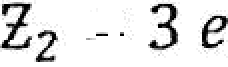 Z₂ -- 3 e